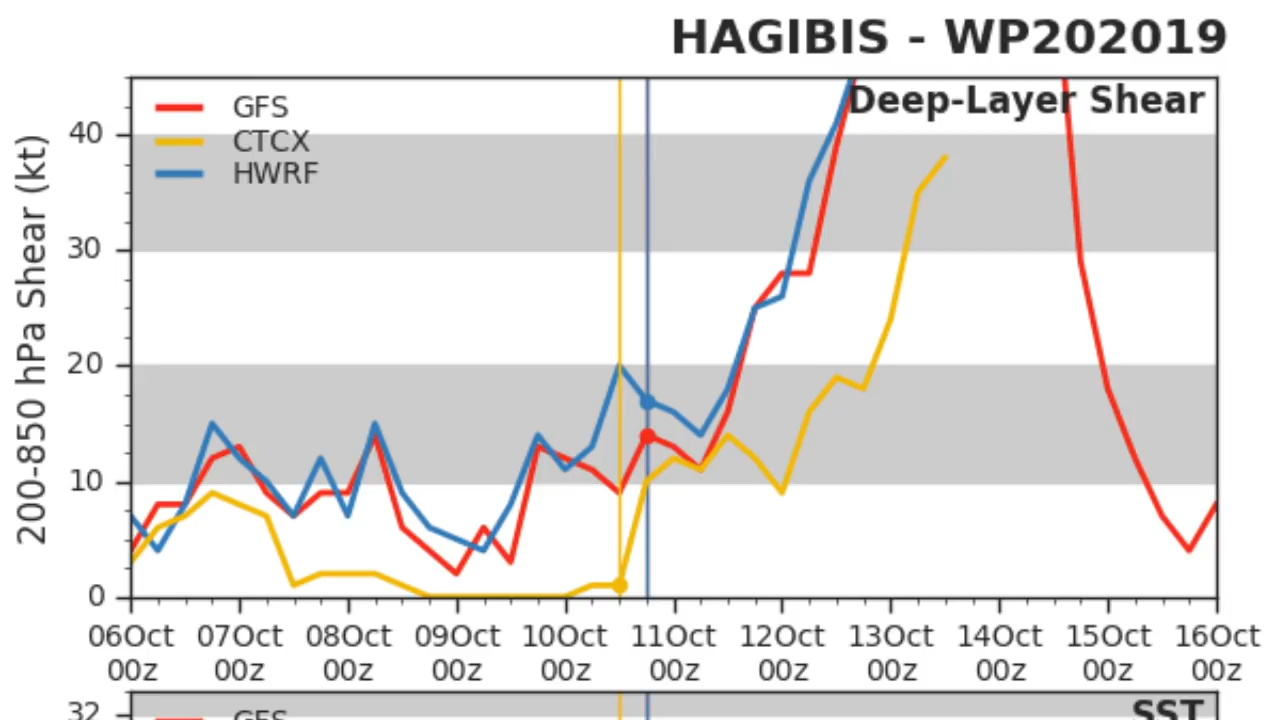 HAGIBIS - WP202019
Deep-Layer Shear
GFS
CTCX
HWRF
200-850 hPa Shear (kt)
40
30
20
10
0
06Oct 07Oct 08Oct 09Oct 10Oct 11Oct 12Oct 13Oct 14Oct 15Oct 16Oct
00z 00z 00z 00z 00z 00z 00z 00z 00z 00z 00z
32
GFS
SST